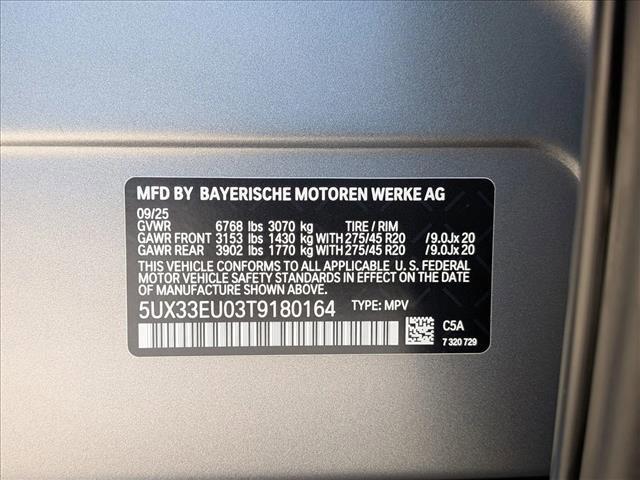 MFD BY BAYERISCHE MOTOREN WERKE AG
09/25
GVWR 6768 lbs 3070 kg TIRE / RIM
GAWR FRONT 3153 lbs 1430 kg WITH 275/45 R20 /9.0Jx 20
GAWR REAR 3902 lbs 1770 kg WITH 275/45 R20 /9.0Jx 20
THIS VEHICLE CONFORMS TO ALL APPLICABLE U. S. FEDERAL
MOTOR VEHICLE SAFETY STANDARDS IN EFFECT ON THE
DATE OF MANUFACTURE SHOWN ABOVE.
5UX33EU03T9180164 TYPE: MPV
C5A
7 320 729